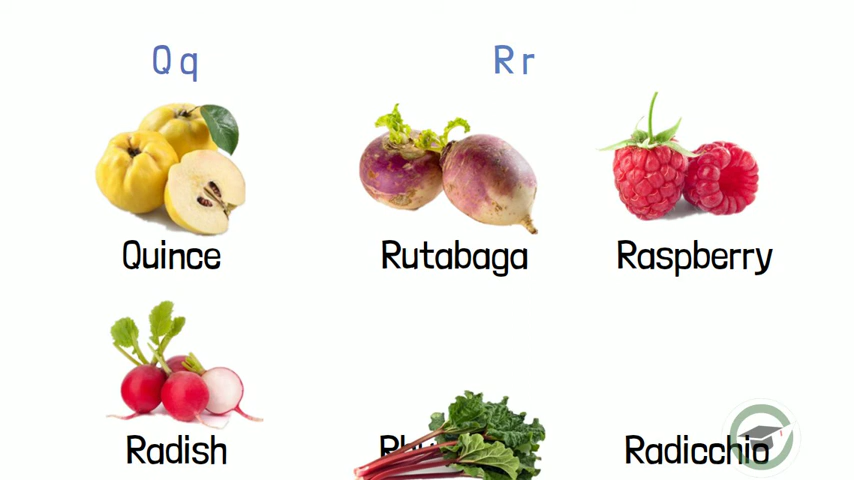 Q q
R r
Quince
Rutabaga
Raspberry
Radish
Radicchio